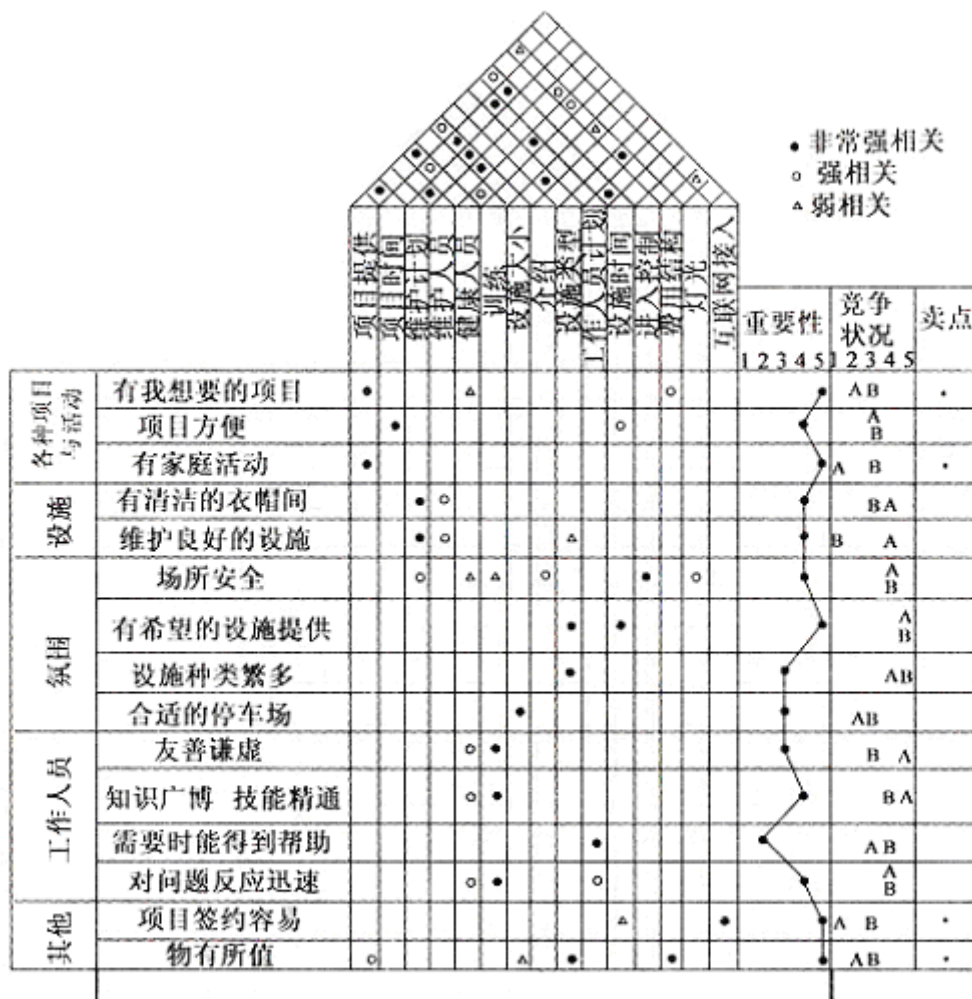 ● 非常强相关
○ 强相关
△ 弱相关
项目提供
项目时间
维护计划
维护人员
健康人员
训练
设施大小
介绍
设施类型
工作人员计划
设施时间
进入控制
费用结构
灯光
互联网接入
重要性
1 2 3 4 5
竞争状况
1 2 3 4 5
卖点
各种项目与活动
有我想要的项目 A B
项目方便 A B
有家庭活动 A B
设施
有清洁的衣帽间 B A
维护良好的设施 B A
氛围
场所安全 A B
有希望的设施提供 A B
设施种类繁多 A B
合适的停车场 A B
工作人员
友善谦虚 B A
知识广博 技能精通 B A
需要时能得到帮助 A B
对问题反应迅速 A B
其他
项目签约容易 A B
物有所值 A B